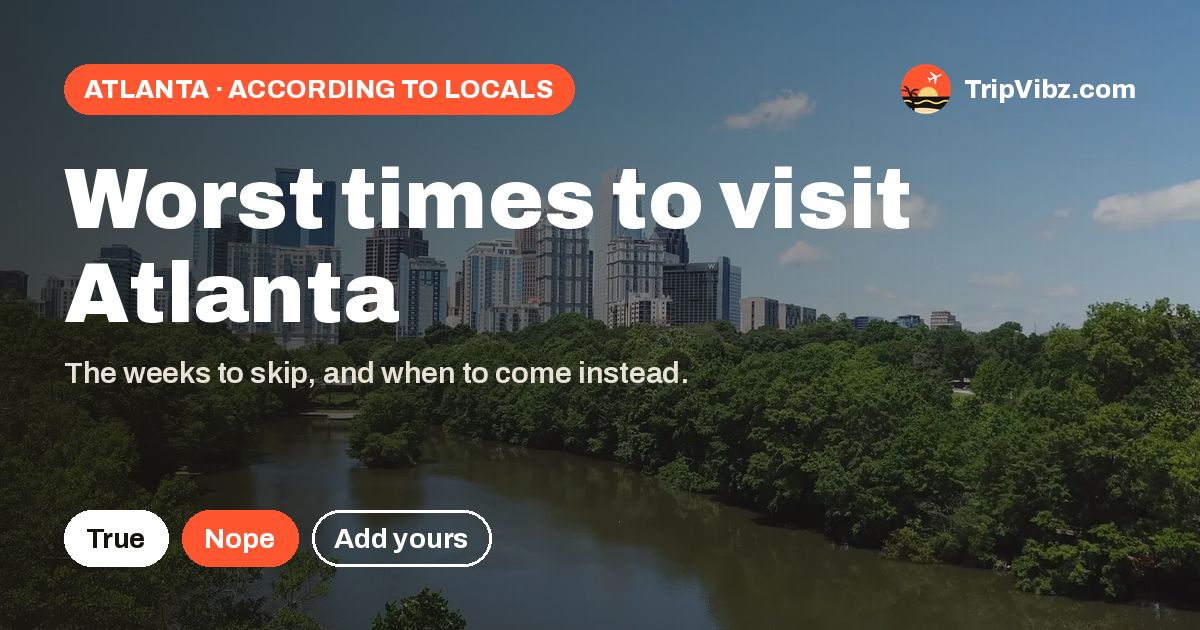 ATLANTA · ACCORDING TO LOCALS
TripVibz.com
Worst times to visit
Atlanta
The weeks to skip, and when to come instead.
True
Nope
Add yours
W